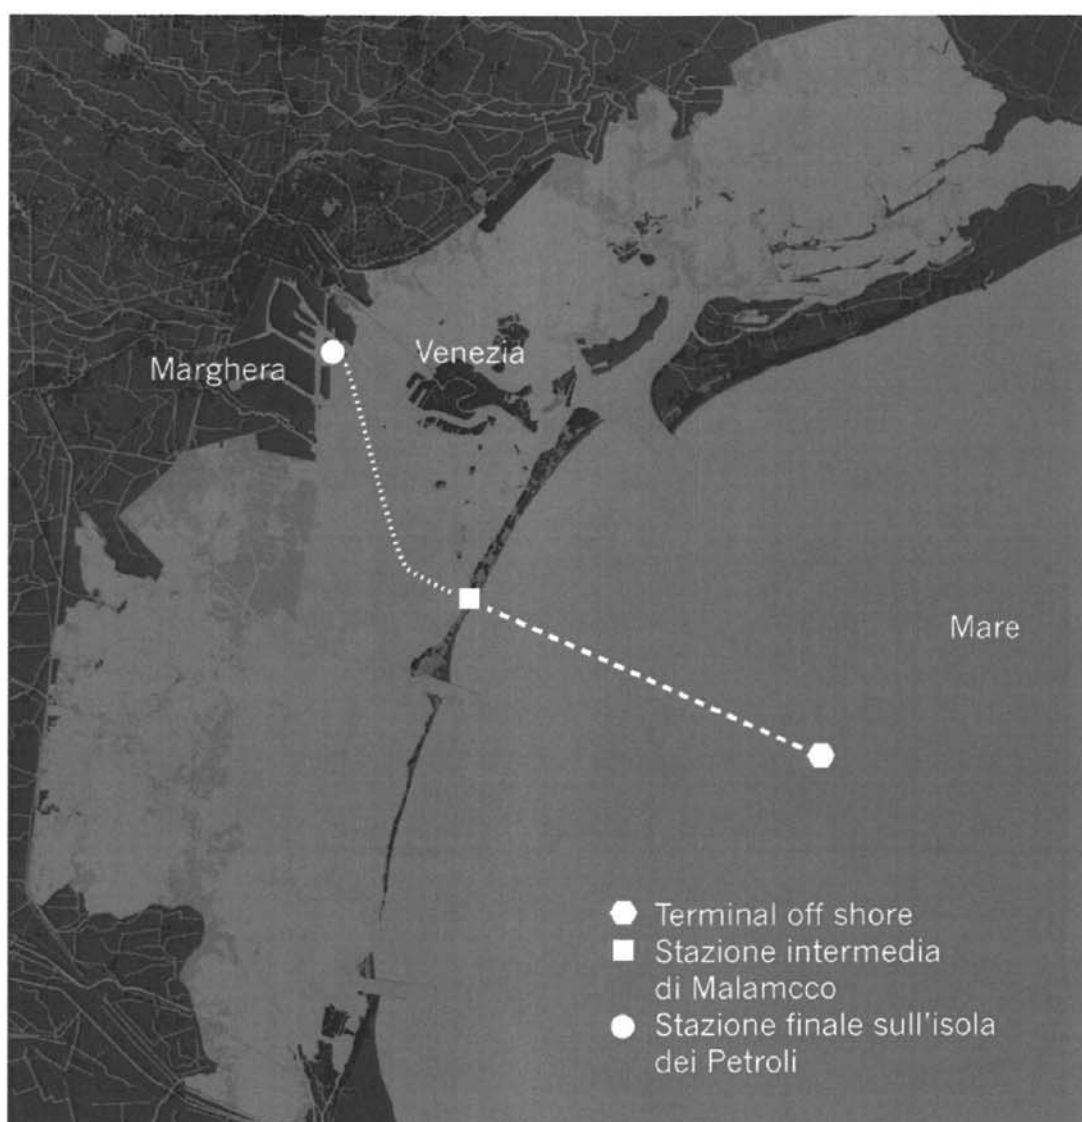 Marghera
Venezia
Mare
Terminal off shore
Stazione intermedia
di Malamcco
Stazione finale sull'isola
dei Petroli